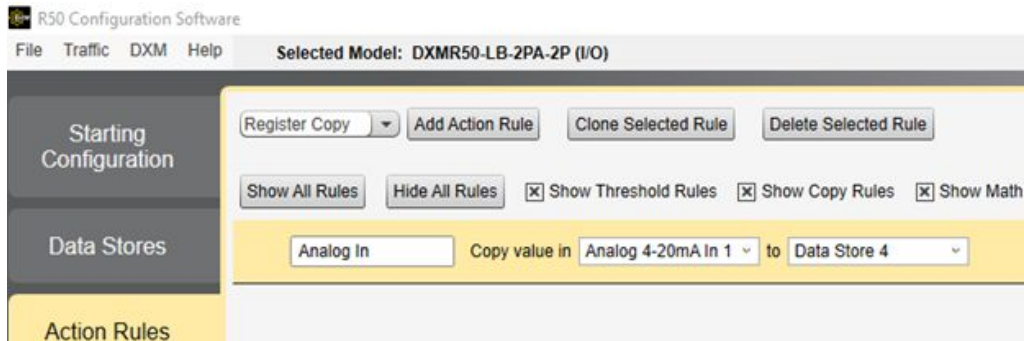 R50 Configuration Software
File Traffic DXM Help Selected Model: DXMR50-LB-2PA-2P (I/O)
Starting
Configuration
Data Stores
Action Rules
Register Copy Add Action Rule Clone Selected Rule Delete Selected Rule
Show All Rules Hide All Rules Show Threshold Rules Show Copy Rules Show Math
Analog In Copy value in Analog 4-20mA In 1 to Data Store 4